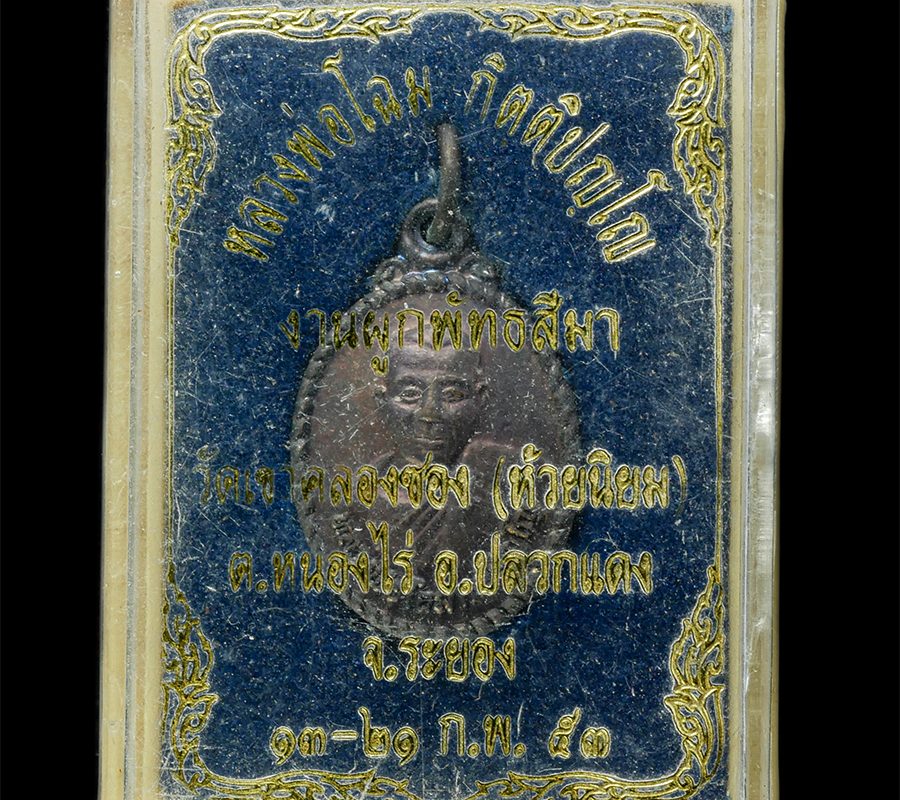 หลวงพ่อโฉม กิตติปญฺโญ
งานผูกพัทธสีมา
วัดเขาคลองซอง (ห้วยนิยม)
ต.หนองไร่ อ.ปลวกแดง
จ.ระยอง
๑๓-๒๑ ก.พ. ๕๓